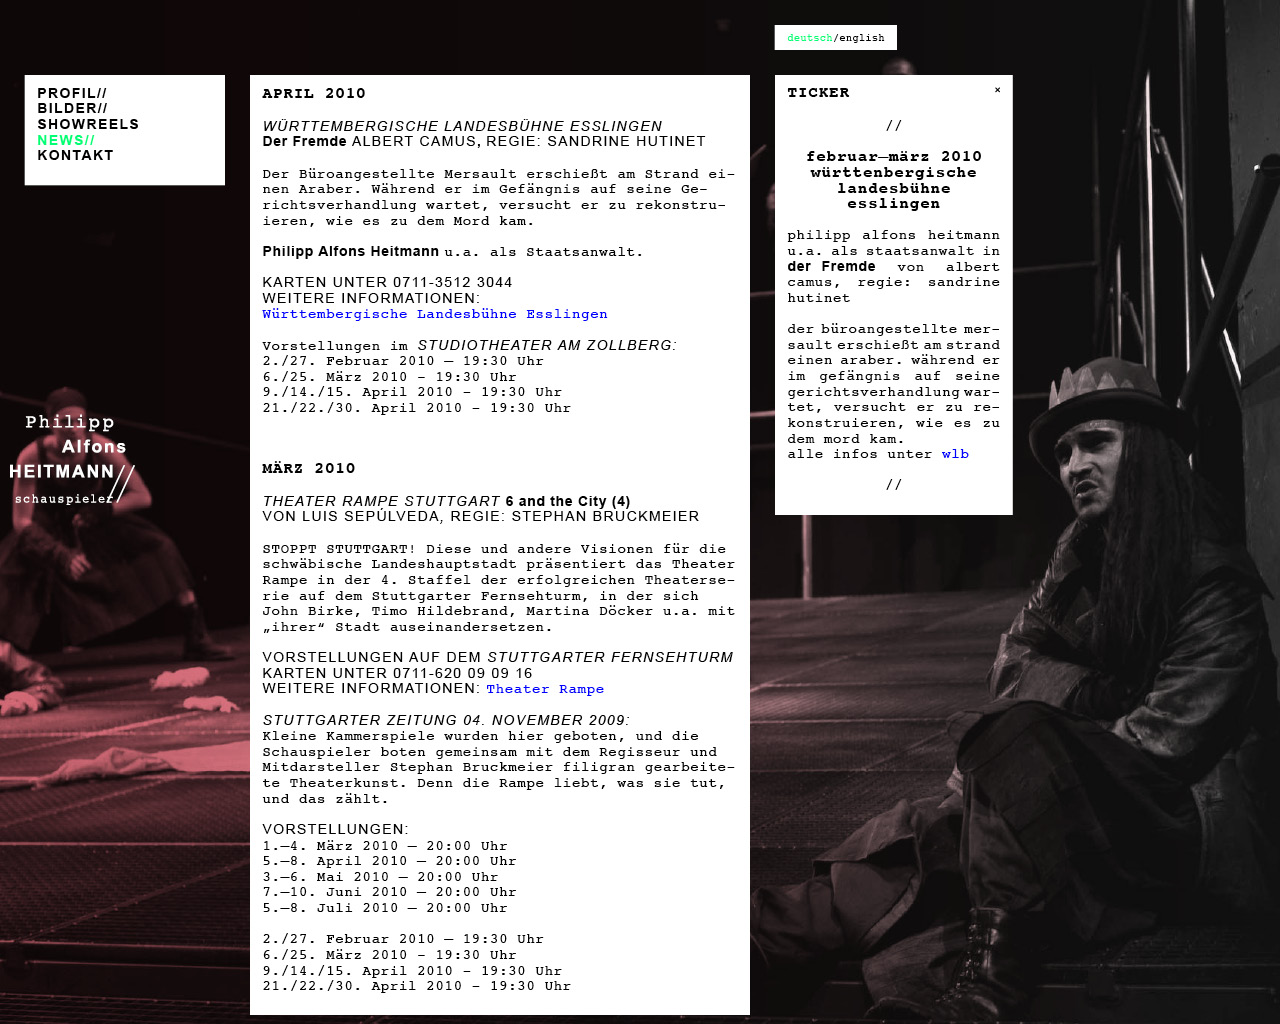 deutsch/english
PROFIL//
BILDER//
SHOWREELS
NEWS//
KONTAKT
Philipp
Alfons
HEITMANN//
schauspieler
APRIL 2010
WÜRTTEMBERGISCHE LANDESBÜHNE ESSLINGEN
Der Fremde ALBERT CAMUS, REGIE: SANDRINE HUTINET
Der Büroangestellte Mersault erschießt am Strand ei-
nen Araber. Während er im Gefängnis auf seine Ge-
richtsverhandlung wartet, versucht er zu rekonstru-
ieren, wie es zu dem Mord kam.
Philipp Alfons Heitmann u.a. als Staatsanwalt.
KARTEN UNTER 0711-3512 3044
WEITERE INFORMATIONEN:
Württembergische Landesbühne Esslingen
Vorstellungen im STUDIOTHEATER AM ZOLLBERG:
2./27. Februar 2010 – 19:30 Uhr
6./25. März 2010 - 19:30 Uhr
9./14./15. April 2010 - 19:30 Uhr
21./22./30. April 2010 - 19:30 Uhr
MÄRZ 2010
THEATER RAMPE STUTTGART 6 and the City (4)
VON LUIS SEPÚLVEDA, REGIE: STEPHAN BRUCKMEIER
STOPPT STUTTGART! Diese und andere Visionen für die
schwäbische Landeshauptstadt präsentiert das Theater
Rampe in der 4. Staffel der erfolgreichen Theaterse-
rie auf dem Stuttgarter Fernsehturm, in der sich
John Birke, Timo Hildebrand, Martina Döcker u.a. mit
„ihrer“ Stadt auseinandersetzen.
VORSTELLUNGEN AUF DEM STUTTGARTER FERNSEHTURM
KARTEN UNTER 0711-620 09 09 16
WEITERE INFORMATIONEN: Theater Rampe
STUTTGARTER ZEITUNG 04. NOVEMBER 2009:
Kleine Kammerspiele wurden hier geboten, und die
Schauspieler boten gemeinsam mit dem Regisseur und
Mitdarsteller Stephan Bruckmeier filigran gearbeite-
te Theaterkunst. Denn die Rampe liebt, was sie tut,
und das zählt.
VORSTELLUNGEN:
1.–4. März 2010 – 20:00 Uhr
5.–8. April 2010 – 20:00 Uhr
3.–6. Mai 2010 – 20:00 Uhr
7.–10. Juni 2010 – 20:00 Uhr
5.–8. Juli 2010 – 20:00 Uhr
2./27. Februar 2010 – 19:30 Uhr
6./25. März 2010 - 19:30 Uhr
9./14./15. April 2010 - 19:30 Uhr
21./22./30. April 2010 - 19:30 Uhr
TICKER ×
//
februar–märz 2010
württenbergische
landesbühne
esslingen
philipp alfons heitmann
u.a. als staatsanwalt in
der Fremde von albert
camus, regie: sandrine
hutinet
der büroangestellte mer-
sault erschießt am strand
einen araber. während er
im gefängnis auf seine
gerichtsverhandlung war-
tet, versucht er zu re-
konstruieren, wie es zu
dem mord kam.
alle infos unter wlb
//